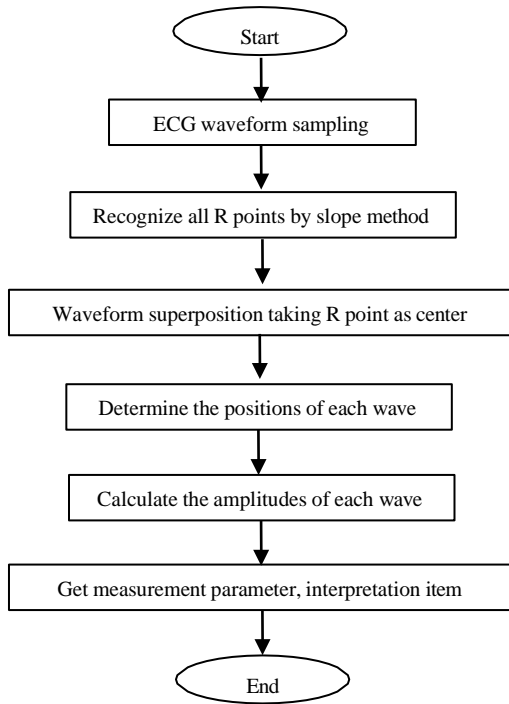 Start
ECG waveform sampling
Recognize all R points by slope method
Waveform superposition taking R point as center
Determine the positions of each wave
Calculate the amplitudes of each wave
Get measurement parameter, interpretation item
End